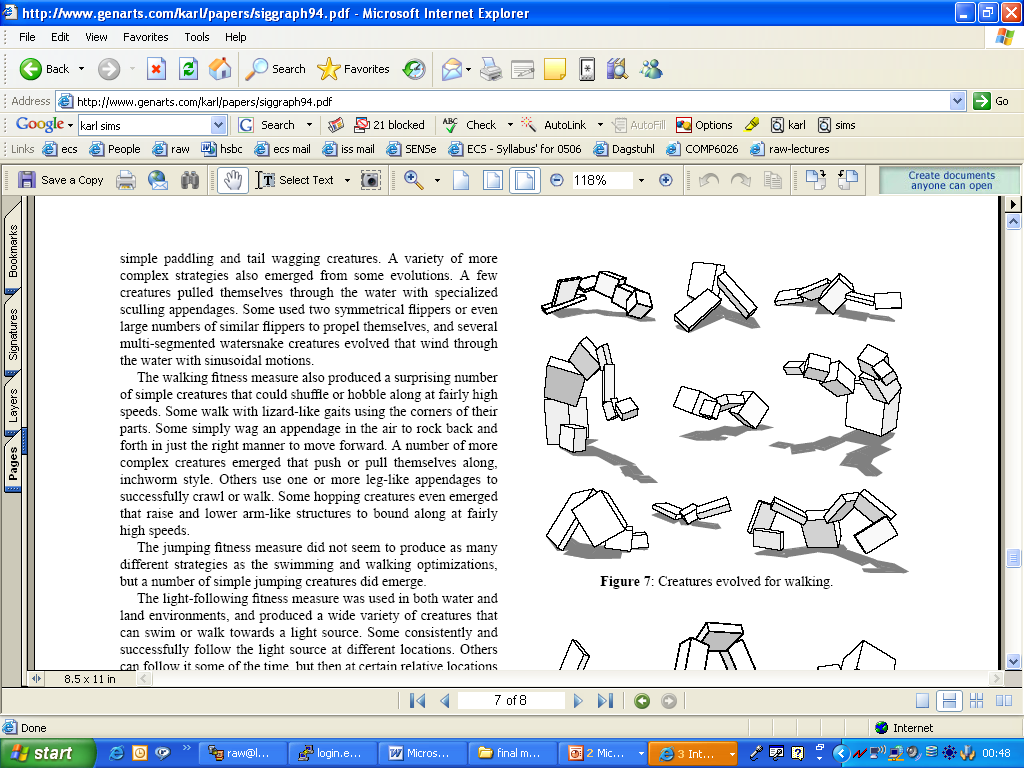 http://www.genarts.com/karl/papers/siggraph94.pdf - Microsoft Internet Explorer
File Edit View Favorites Tools Help
Back Search Favorites
Address http://www.genarts.com/karl/papers/siggraph94.pdf Go
Google karl sims G Search 21 blocked ABC Check AutoLink AutoFill Options karl sims
Links ecs People raw hsbc ecs mail iss mail SENSe ECS - Syllabus' for 0506 Dagstuhl COMP6026 raw-lectures
Save a Copy Select Text 118% Create documents
anyone can open
Bookmarks
Signatures
Layers
Pages
simple paddling and tail wagging creatures. A variety of more
complex strategies also emerged from some evolutions. A few
creatures pulled themselves through the water with specialized
sculling appendages. Some used two symmetrical flippers or even
large numbers of similar flippers to propel themselves, and several
multi-segmented watersnake creatures evolved that wind through
the water with sinusoidal motions.
The walking fitness measure also produced a surprising number
of simple creatures that could shuffle or hobble along at fairly high
speeds. Some walk with lizard-like gaits using the corners of their
parts. Some simply wag an appendage in the air to rock back and
forth in just the right manner to move forward. A number of more
complex creatures emerged that push or pull themselves along,
inchworm style. Others use one or more leg-like appendages to
successfully crawl or walk. Some hopping creatures even emerged
that raise and lower arm-like structures to bound along at fairly
high speeds.
The jumping fitness measure did not seem to produce as many
different strategies as the swimming and walking optimizations,
but a number of simple jumping creatures did emerge.
The light-following fitness measure was used in both water and
land environments, and produced a wide variety of creatures that
can swim or walk towards a light source. Some consistently and
successfully follow the light source at different locations. Others
can follow it some of the time, but then at certain relative locations
Figure 7: Creatures evolved for walking.
8.5 x 11 in
7 of 8
Done Internet
start raw@l... login.e... Micros... final m... 2 Mic... 3 Int... 00:48